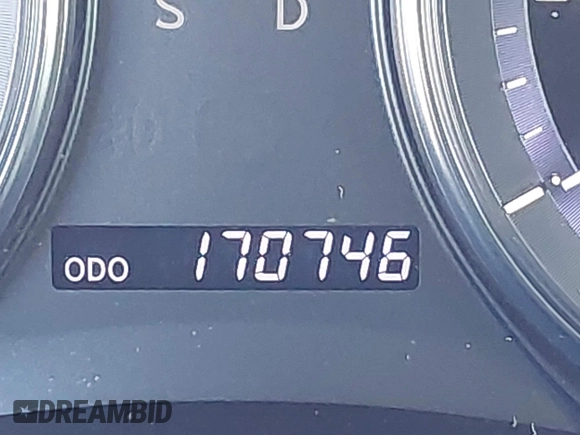 S D
ODO 170746
DREAMBID